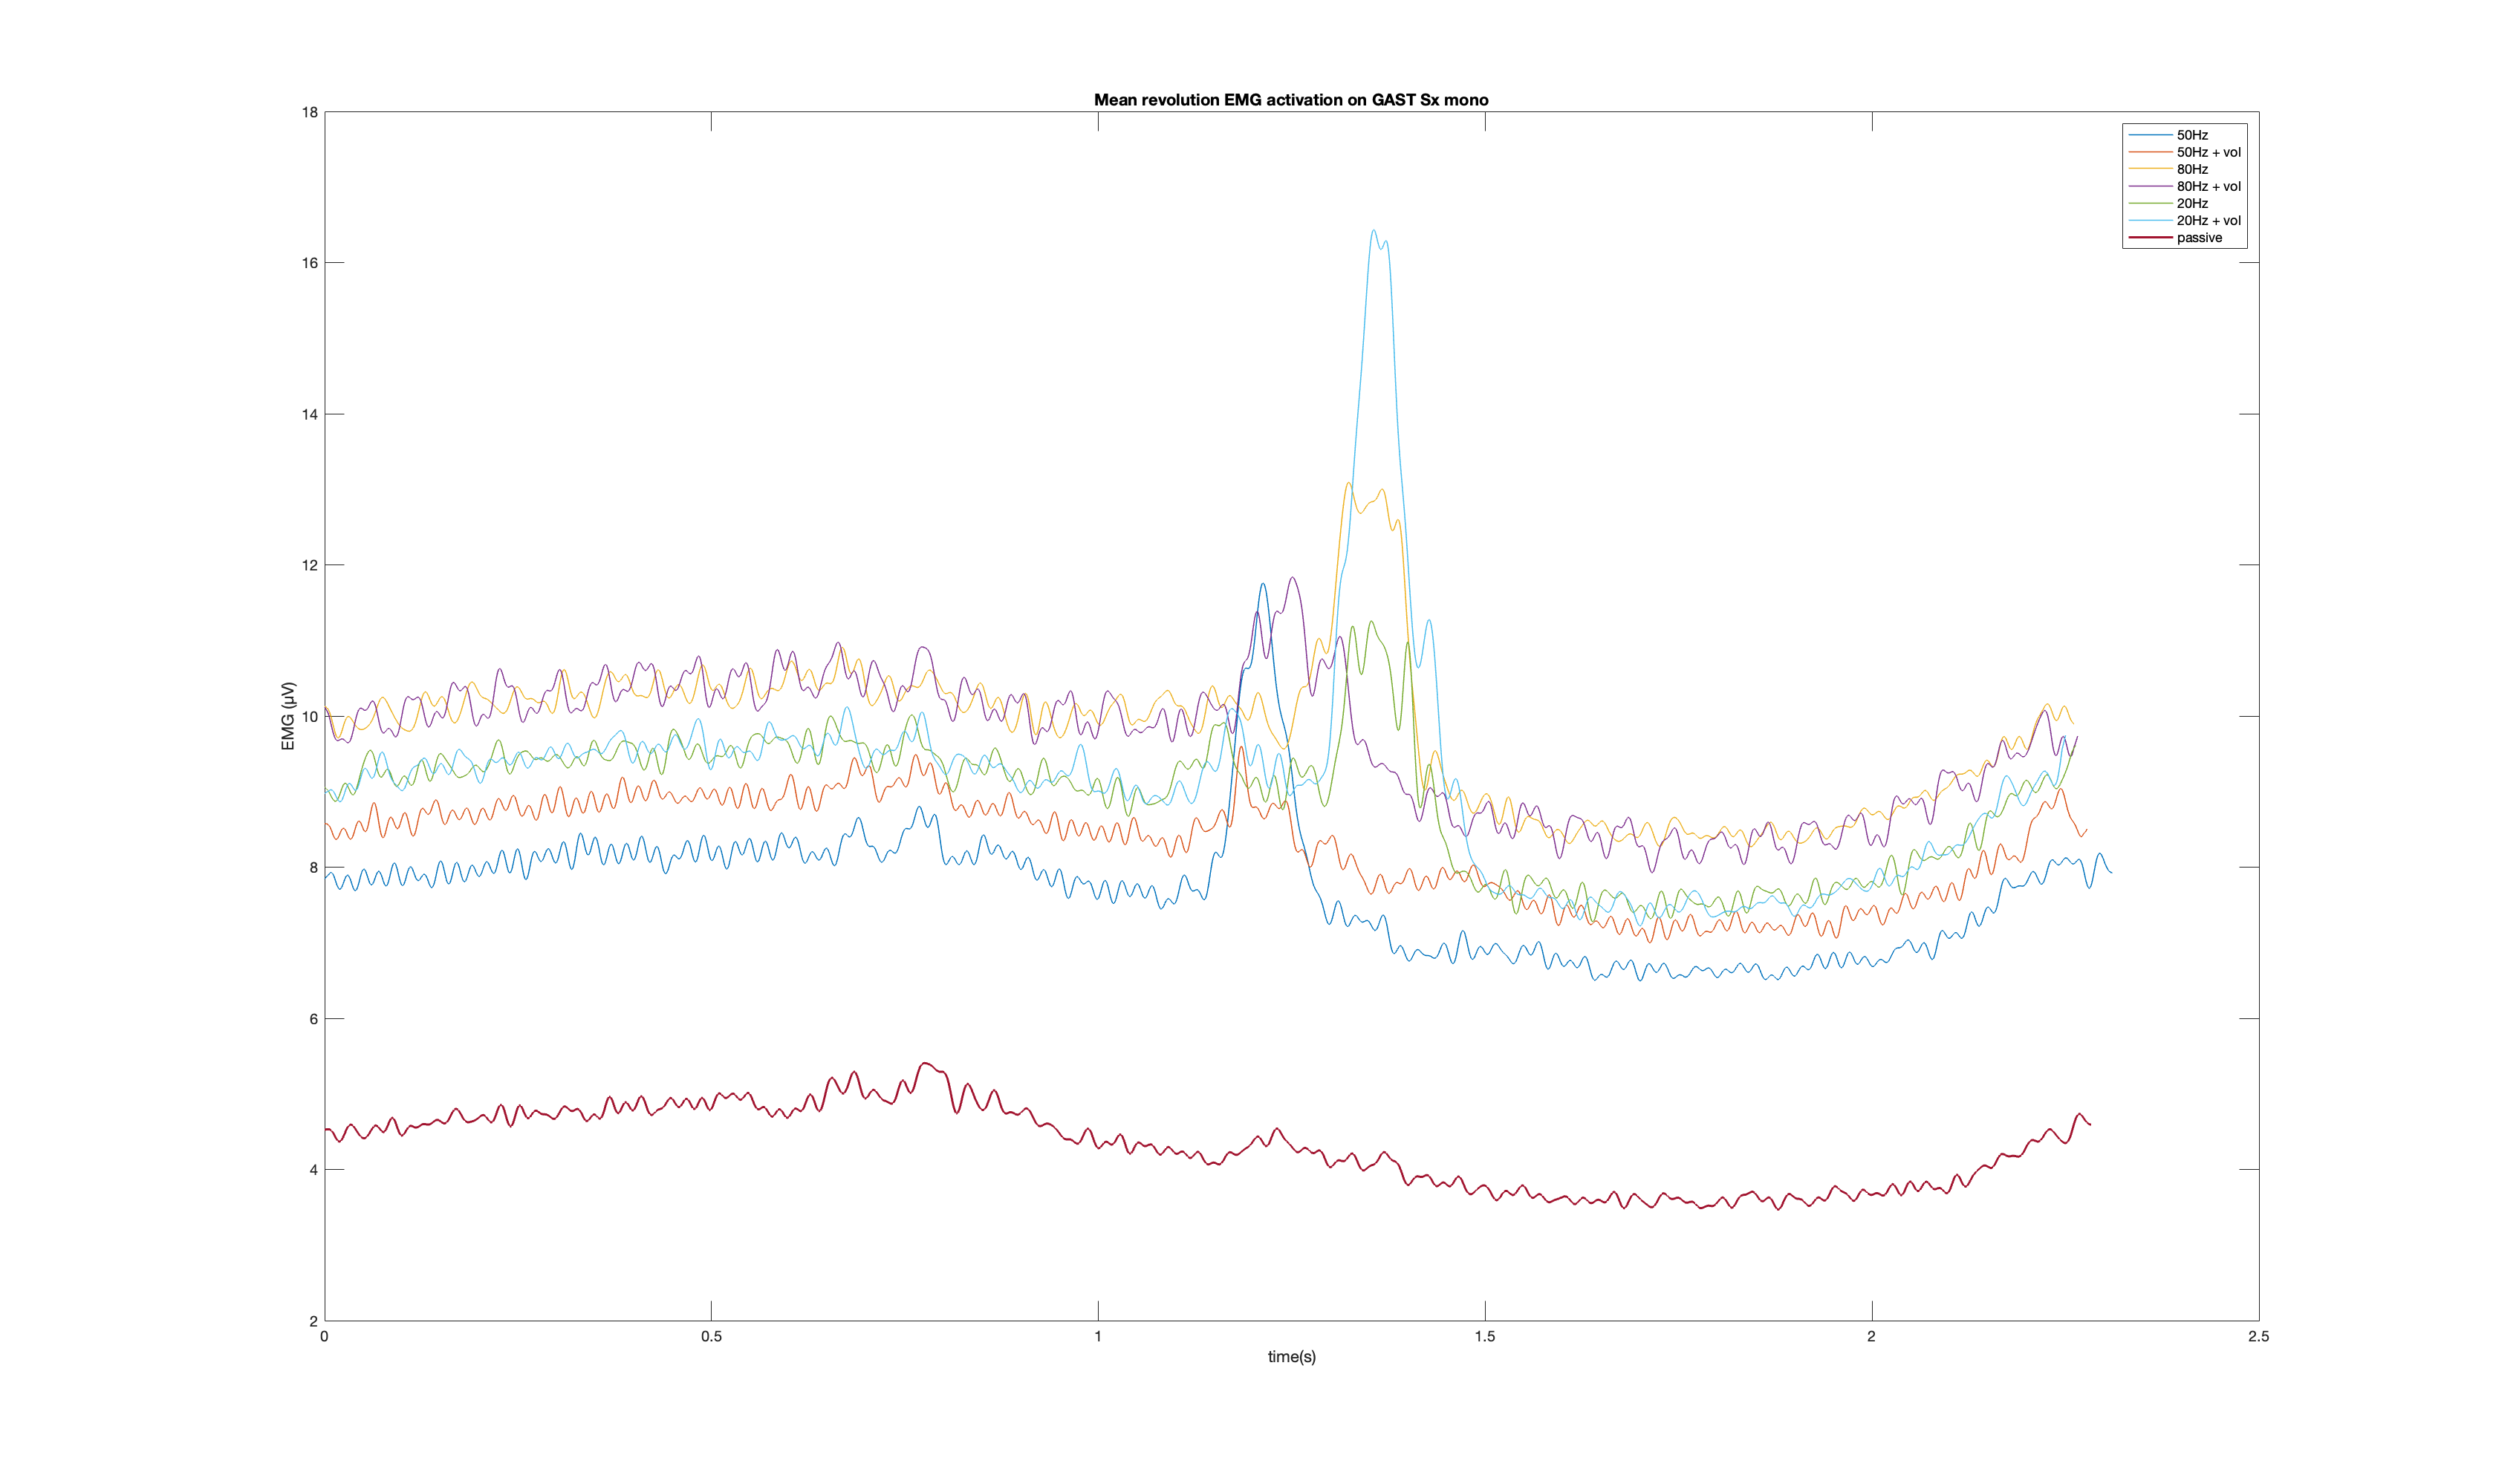 Mean revolution EMG activation on GAST Sx mono
18
16
14
12
10
8
6
4
2
EMG (µV)
0
0.5
1
1.5
2
2.5
time(s)
50Hz
50Hz + vol
80Hz
80Hz + vol
20Hz
20Hz + vol
passive